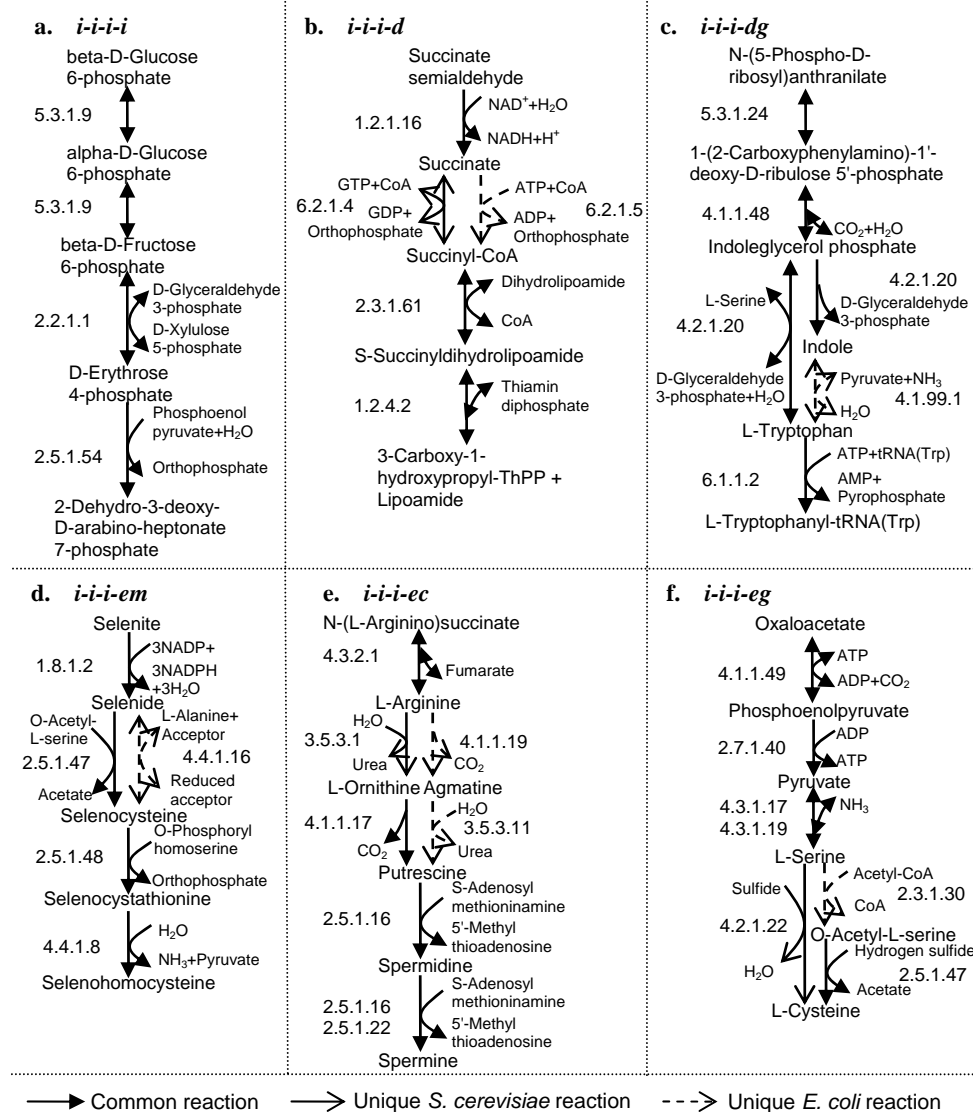 a. i-i-i-i
beta-D-Glucose
6-phosphate
5.3.1.9
alpha-D-Glucose
6-phosphate
5.3.1.9
beta-D-Fructose
6-phosphate
D-Glyceraldehyde
3-phosphate
2.2.1.1
D-Xylulose
5-phosphate
D-Erythrose
4-phosphate
Phosphoenol
pyruvate+H2O
2.5.1.54
Orthophosphate
2-Dehydro-3-deoxy-
D-arabino-heptonate
7-phosphate
b. i-i-i-d
Succinate
semialdehyde
NAD++H2O
1.2.1.16
NADH+H+
Succinate
GTP+CoA
ATP+CoA
6.2.1.4
6.2.1.5
GDP+
Orthophosphate
ADP+
Orthophosphate
Succinyl-CoA
Dihydrolipoamide
2.3.1.61
CoA
S-Succinyldihydrolipoamide
1.2.4.2
Thiamin
diphosphate
3-Carboxy-1-
hydroxypropyl-ThPP +
Lipoamide
c. i-i-i-dg
N-(5-Phospho-D-
ribosyl)anthranilate
5.3.1.24
1-(2-Carboxyphenylamino)-1'-
deoxy-D-ribulose 5'-phosphate
4.1.1.48
CO2+H2O
Indoleglycerol phosphate
4.2.1.20
L-Serine
D-Glyceraldehyde
3-phosphate
4.2.1.20
Indole
D-Glyceraldehyde
3-phosphate+H2O
Pyruvate+NH3
4.1.99.1
H2O
L-Tryptophan
ATP+tRNA(Trp)
6.1.1.2
AMP+
Pyrophosphate
L-Tryptophanyl-tRNA(Trp)
d. i-i-i-em
Selenite
3NADP+
1.8.1.2
3NADPH
+3H2O
Selenide
O-Acetyl-
L-serine
L-Alanine+
Acceptor
2.5.1.47
4.4.1.16
Acetate
Reduced
acceptor
Selenocysteine
O-Phosphoryl
homoserine
2.5.1.48
Orthophosphate
Selenocystathionine
H2O
4.4.1.8
NH3+Pyruvate
Selenohomocysteine
e. i-i-i-ec
N-(L-Arginino)succinate
4.3.2.1
Fumarate
L-Arginine
H2O
3.5.3.1
4.1.1.19
Urea
CO2
L-Ornithine Agmatine
H2O
4.1.1.17
3.5.3.11
CO2
Urea
Putrescine
S-Adenosyl
methioninamine
2.5.1.16
5'-Methyl
thioadenosine
Spermidine
S-Adenosyl
methioninamine
2.5.1.16
2.5.1.22
5'-Methyl
thioadenosine
Spermine
f. i-i-i-eg
Oxaloacetate
ATP
4.1.1.49
ADP+CO2
Phosphoenolpyruvate
ADP
2.7.1.40
ATP
Pyruvate
4.3.1.17
NH3
4.3.1.19
L-Serine
Sulfide
Acetyl-CoA
2.3.1.30
CoA
4.2.1.22
O-Acetyl-L-serine
Hydrogen sulfide
H2O
2.5.1.47
Acetate
L-Cysteine
Common reaction
Unique S. cerevisiae reaction
Unique E. coli reaction